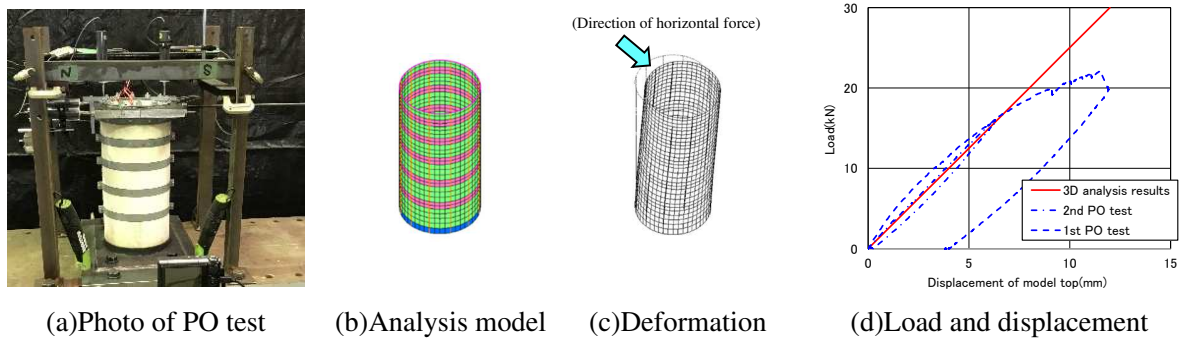 N
S
(Direction of horizontal force)
Load(kN)
30
20
10
0
0
5
10
15
3D analysis results
2nd PO test
1st PO test
Displacement of model top(mm)
(a)Photo of PO test
(b)Analysis model
(c)Deformation
(d)Load and displacement